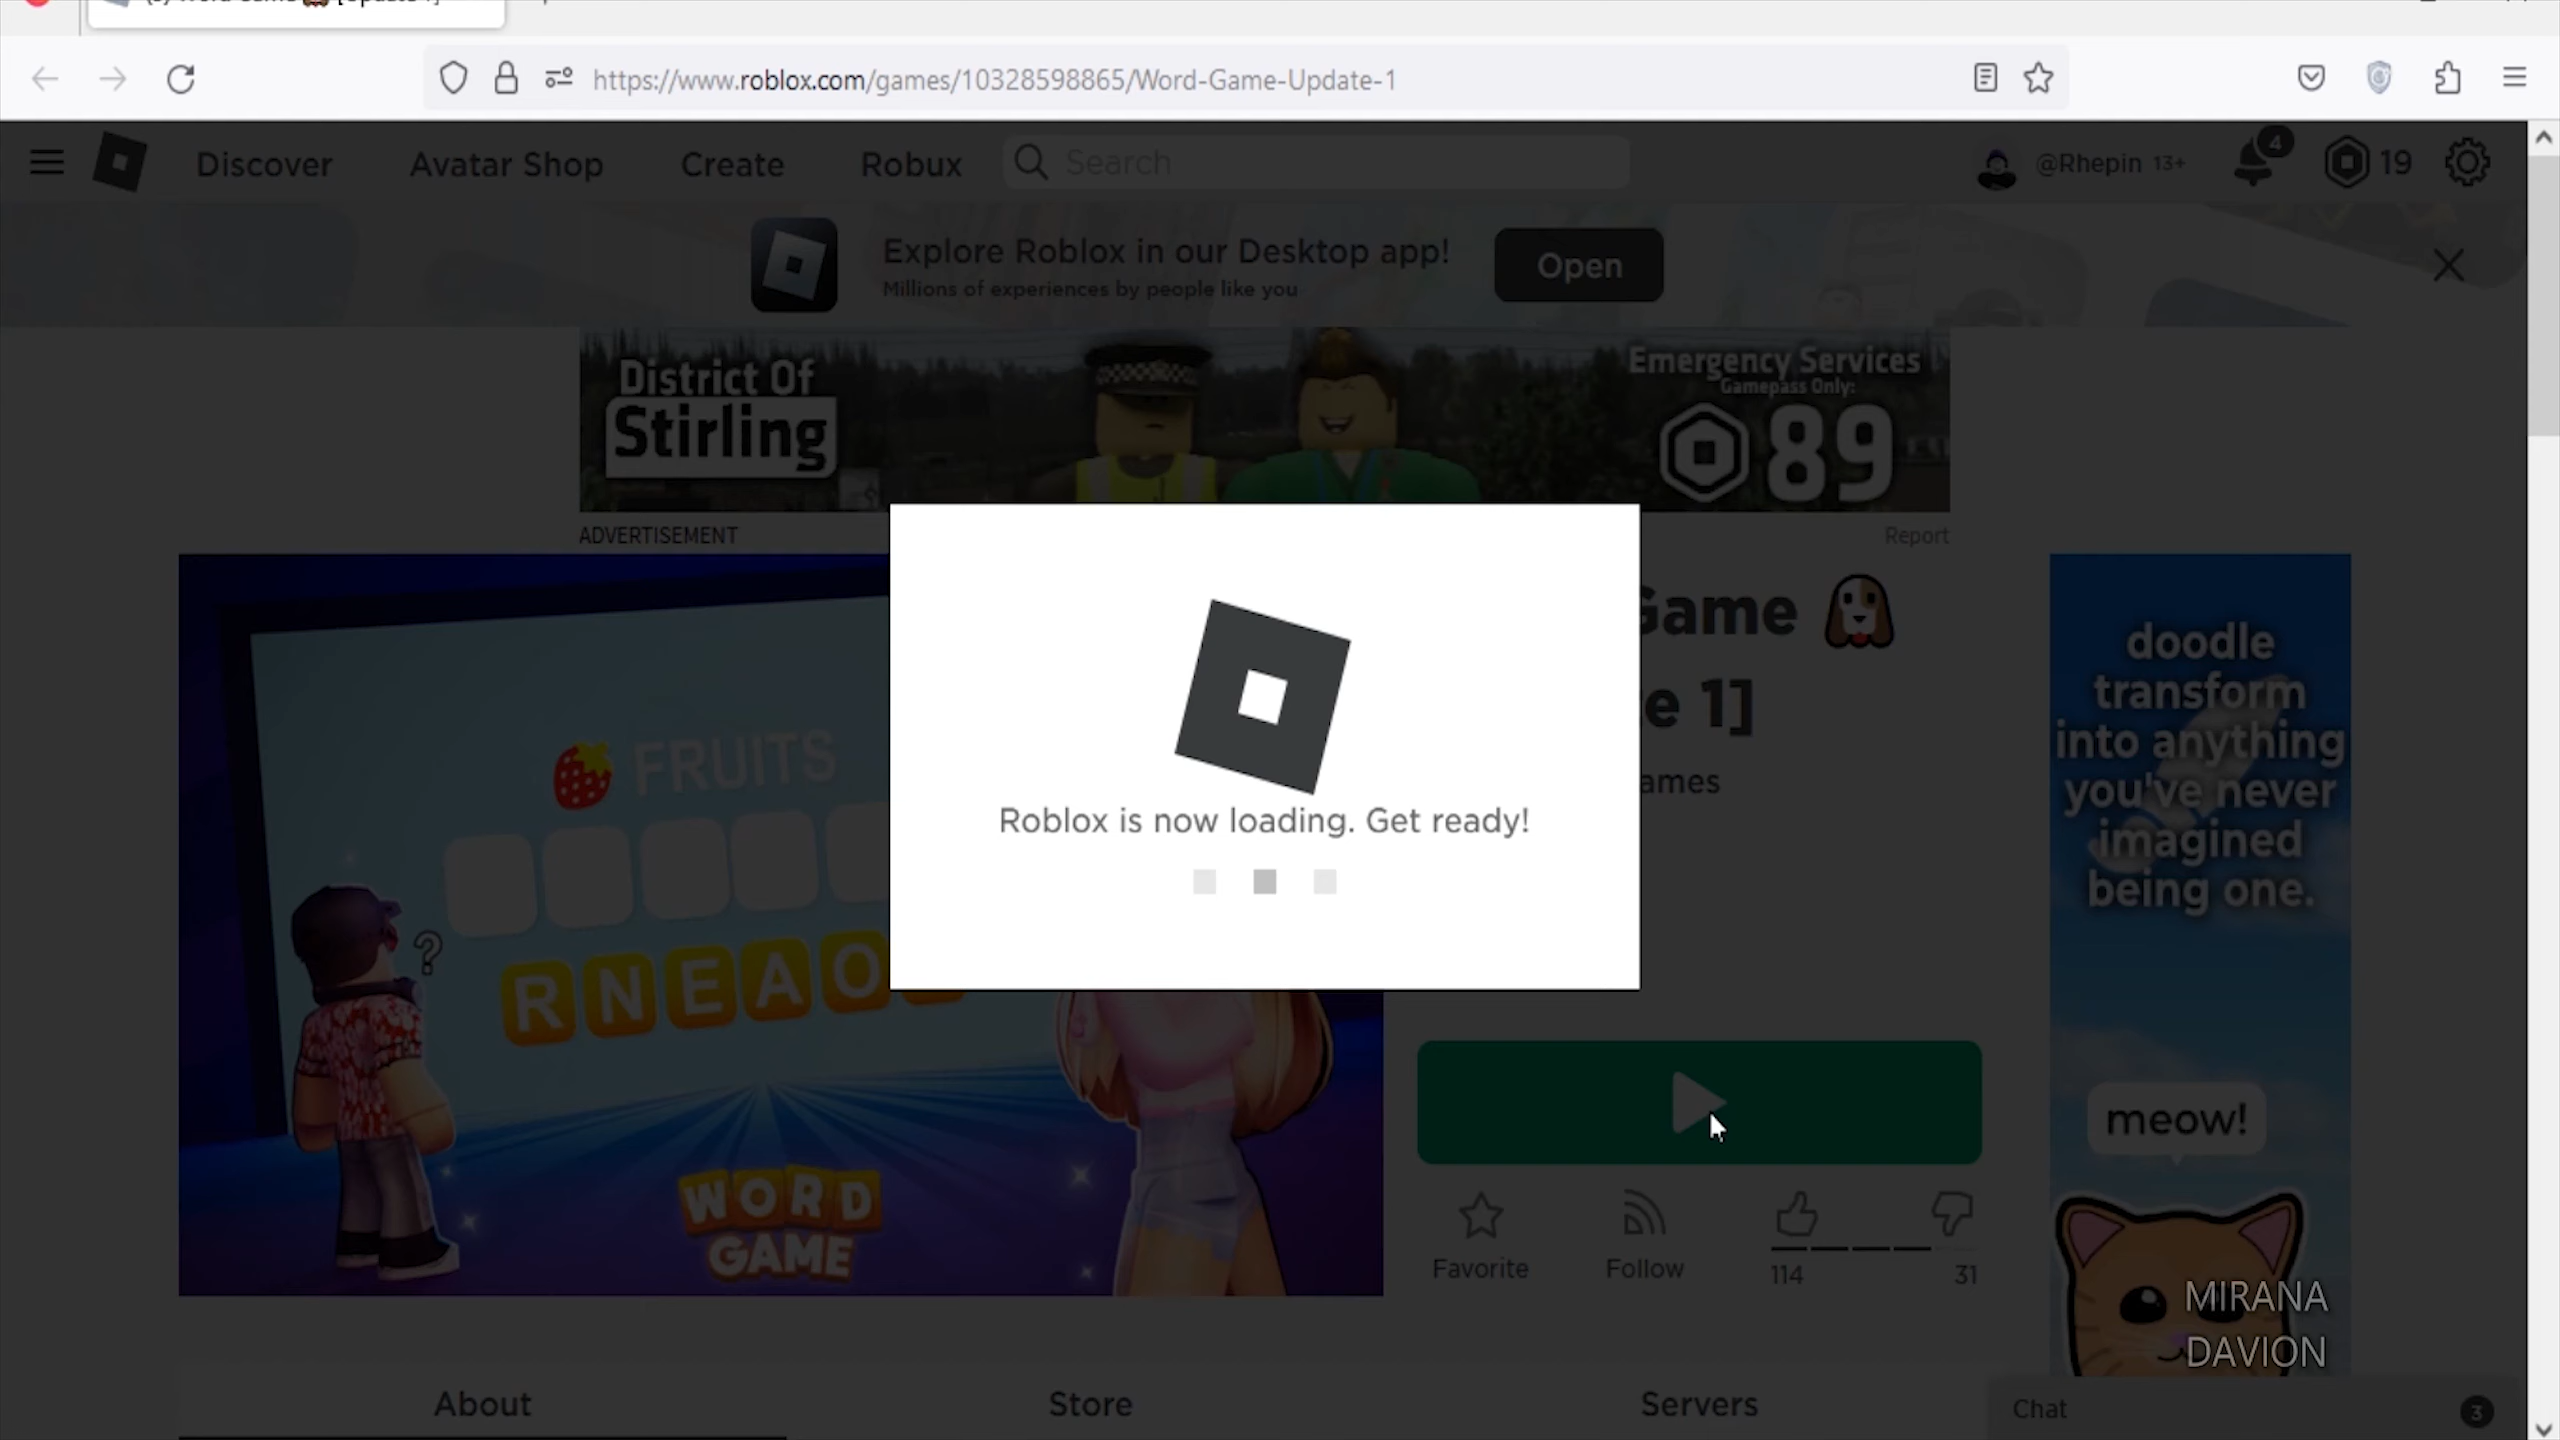 https://www.roblox.com/games/10328598865/Word-Game-Update-1
Discover
Avatar Shop
Create
Robux
Search
@Rhepin 13+
4
19
Explore Roblox in our Desktop app!
Millions of experiences by people like you
Open
District Of
Stirling
Emergency Services
Gamepass Only:
89
ADVERTISEMENT
Report
Game
e 1]
ames
FRUITS
?
RNEAO
WORD
GAME
Roblox is now loading. Get ready!
Favorite
Follow
114
31
doodle
transform
into anything
you've never
imagined
being one.
meow!
MIRANA
DAVION
About
Store
Servers
Chat
3